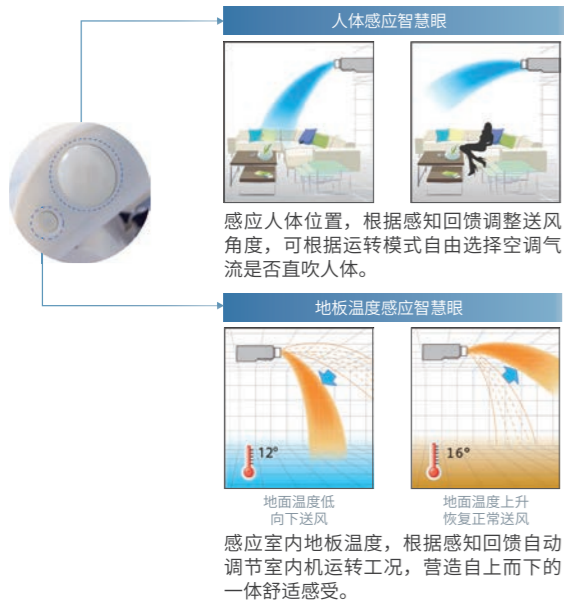 人体感应智慧眼
感应人体位置，根据感知回馈调整送风
角度，可根据运转模式自由选择空调气
流是否直吹人体。
地板温度感应智慧眼
12°
16°
地面温度低
向下送风
地面温度上升
恢复正常送风
感应室内地板温度，根据感知回馈自动
调节室内机运转工况，营造自上而下的
一体舒适感受。